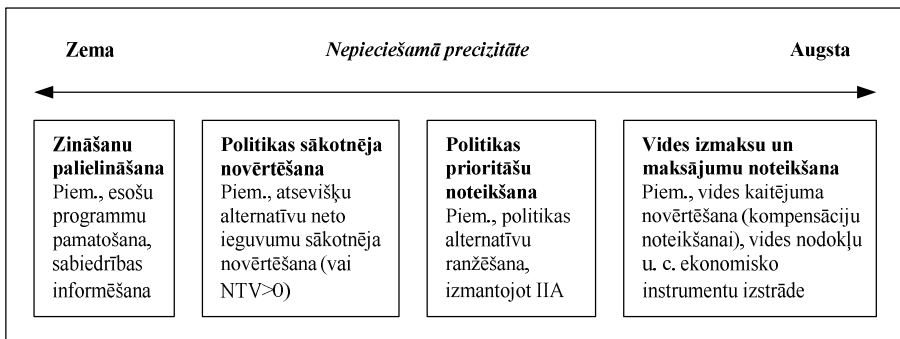 Zema Nepieciešamā precizitāte Augsta
Zināšanu
palielināšana
Piem., esošu
programmu
pamatošana,
sabiedrības
informēšana
Politikas sākotnēja
novērtēšana
Piem., atsevišķu
alternatīvu neto
ieguvumu sākotnēja
novērtēšana (vai
NTV>0)
Politikas
prioritāšu
noteikšana
Piem., politikas
alternatīvu
ranžēšana,
izmantojot IIA
Vides izmaksu un
maksājumu noteikšana
Piem., vides kaitējuma
novērtēšana (kompensāciju
noteikšanai), vides nodokļu
u. c. ekonomisko
instrumentu izstrāde